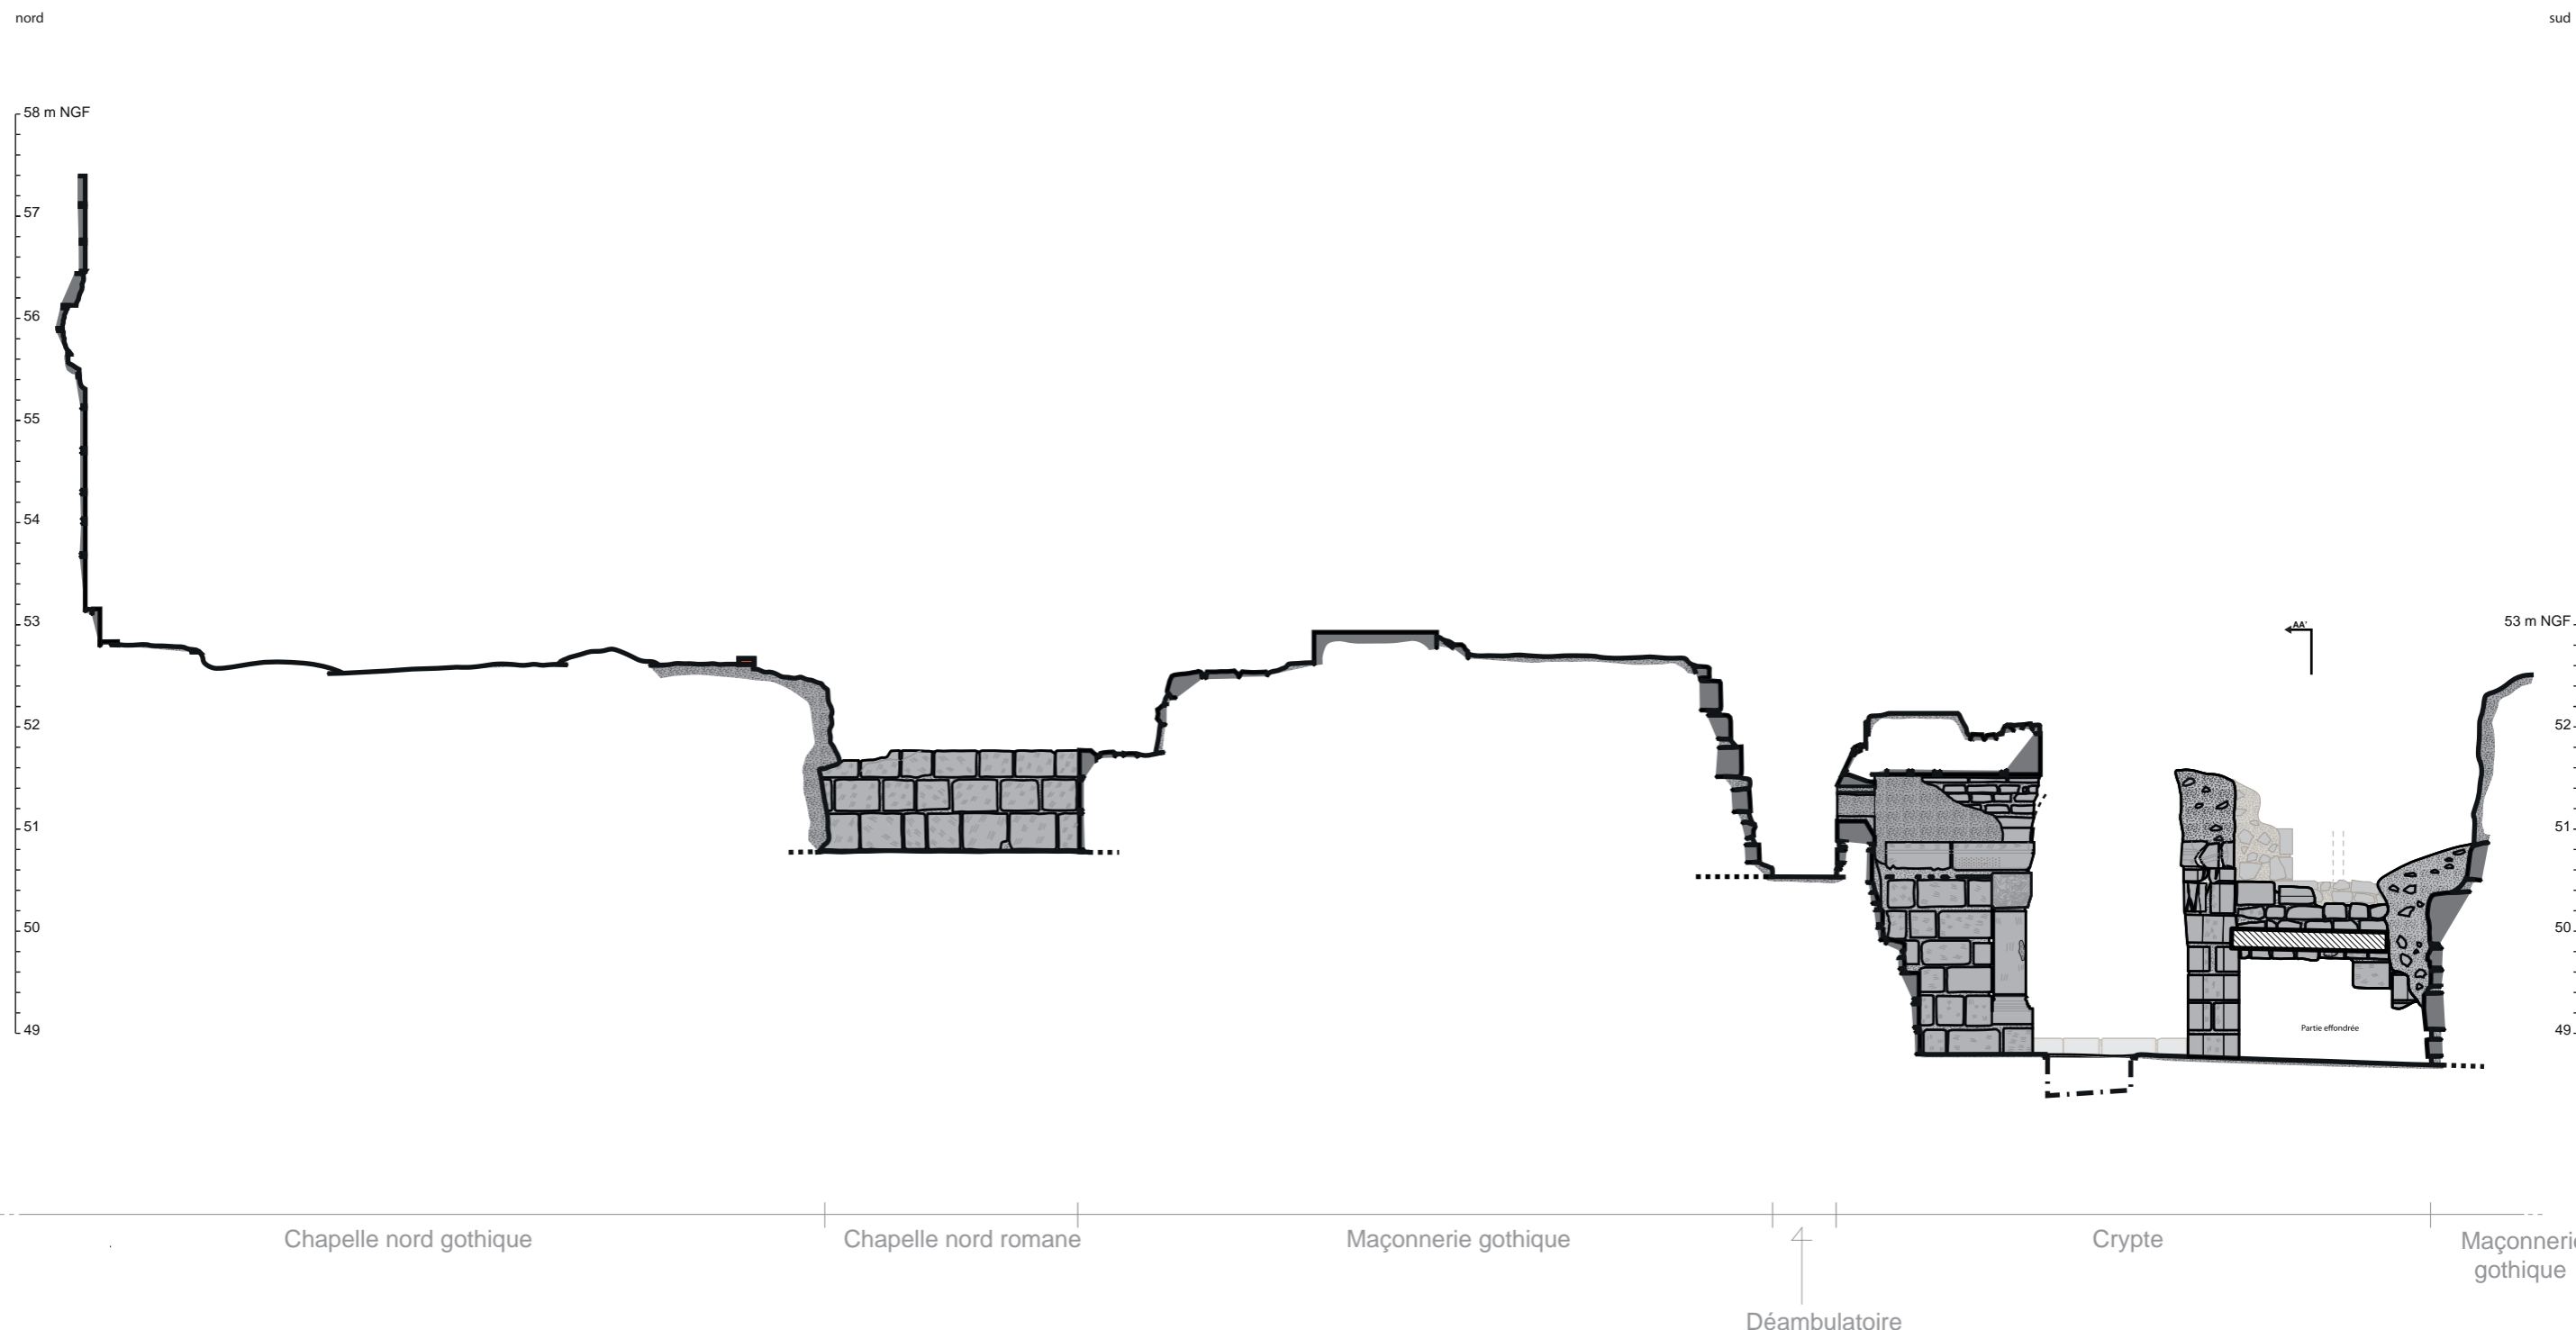 nord
sud
58 m NGF
57
56
55
54
53
52
51
50
49
53 m NGF
52
51
50
49
AA'
Partie effondrée
Chapelle nord gothique
Chapelle nord romane
Maçonnerie gothique
Déambulatoire
Crypte
Maçonnerie
gothique